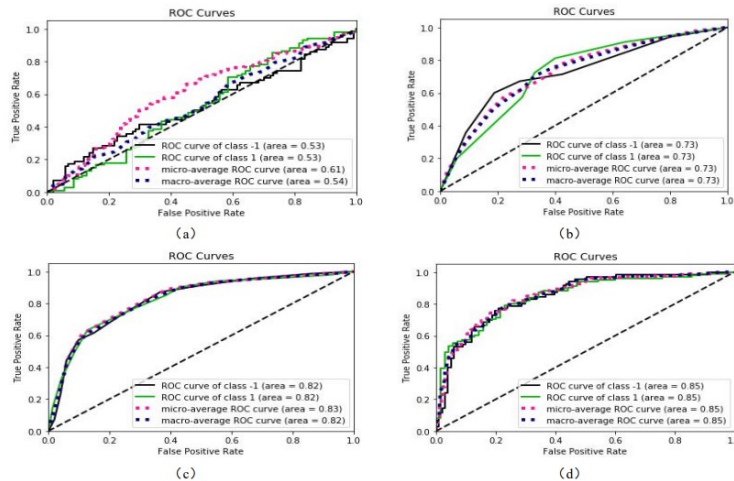 ROC Curves
True Positive Rate
1.0
0.8
0.6
0.4
0.2
0.0
ROC curve of class -1 (area = 0.53)
ROC curve of class 1 (area = 0.53)
micro-average ROC curve (area = 0.61)
macro-average ROC curve (area = 0.54)
0.0 0.2 0.4 0.6 0.8 1.0
False Positive Rate
(a)
ROC Curves
True Positive Rate
1.0
0.8
0.6
0.4
0.2
0.0
ROC curve of class -1 (area = 0.73)
ROC curve of class 1 (area = 0.73)
micro-average ROC curve (area = 0.73)
macro-average ROC curve (area = 0.73)
0.0 0.2 0.4 0.6 0.8 1.0
False Positive Rate
(b)
ROC Curves
True Positive Rate
1.0
0.8
0.6
0.4
0.2
0.0
ROC curve of class -1 (area = 0.82)
ROC curve of class 1 (area = 0.82)
micro-average ROC curve (area = 0.83)
macro-average ROC curve (area = 0.82)
0.0 0.2 0.4 0.6 0.8 1.0
False Positive Rate
(c)
ROC Curves
True Positive Rate
1.0
0.8
0.6
0.4
0.2
0.0
ROC curve of class -1 (area = 0.85)
ROC curve of class 1 (area = 0.85)
micro-average ROC curve (area = 0.85)
macro-average ROC curve (area = 0.85)
0.0 0.2 0.4 0.6 0.8 1.0
False Positive Rate
(d)